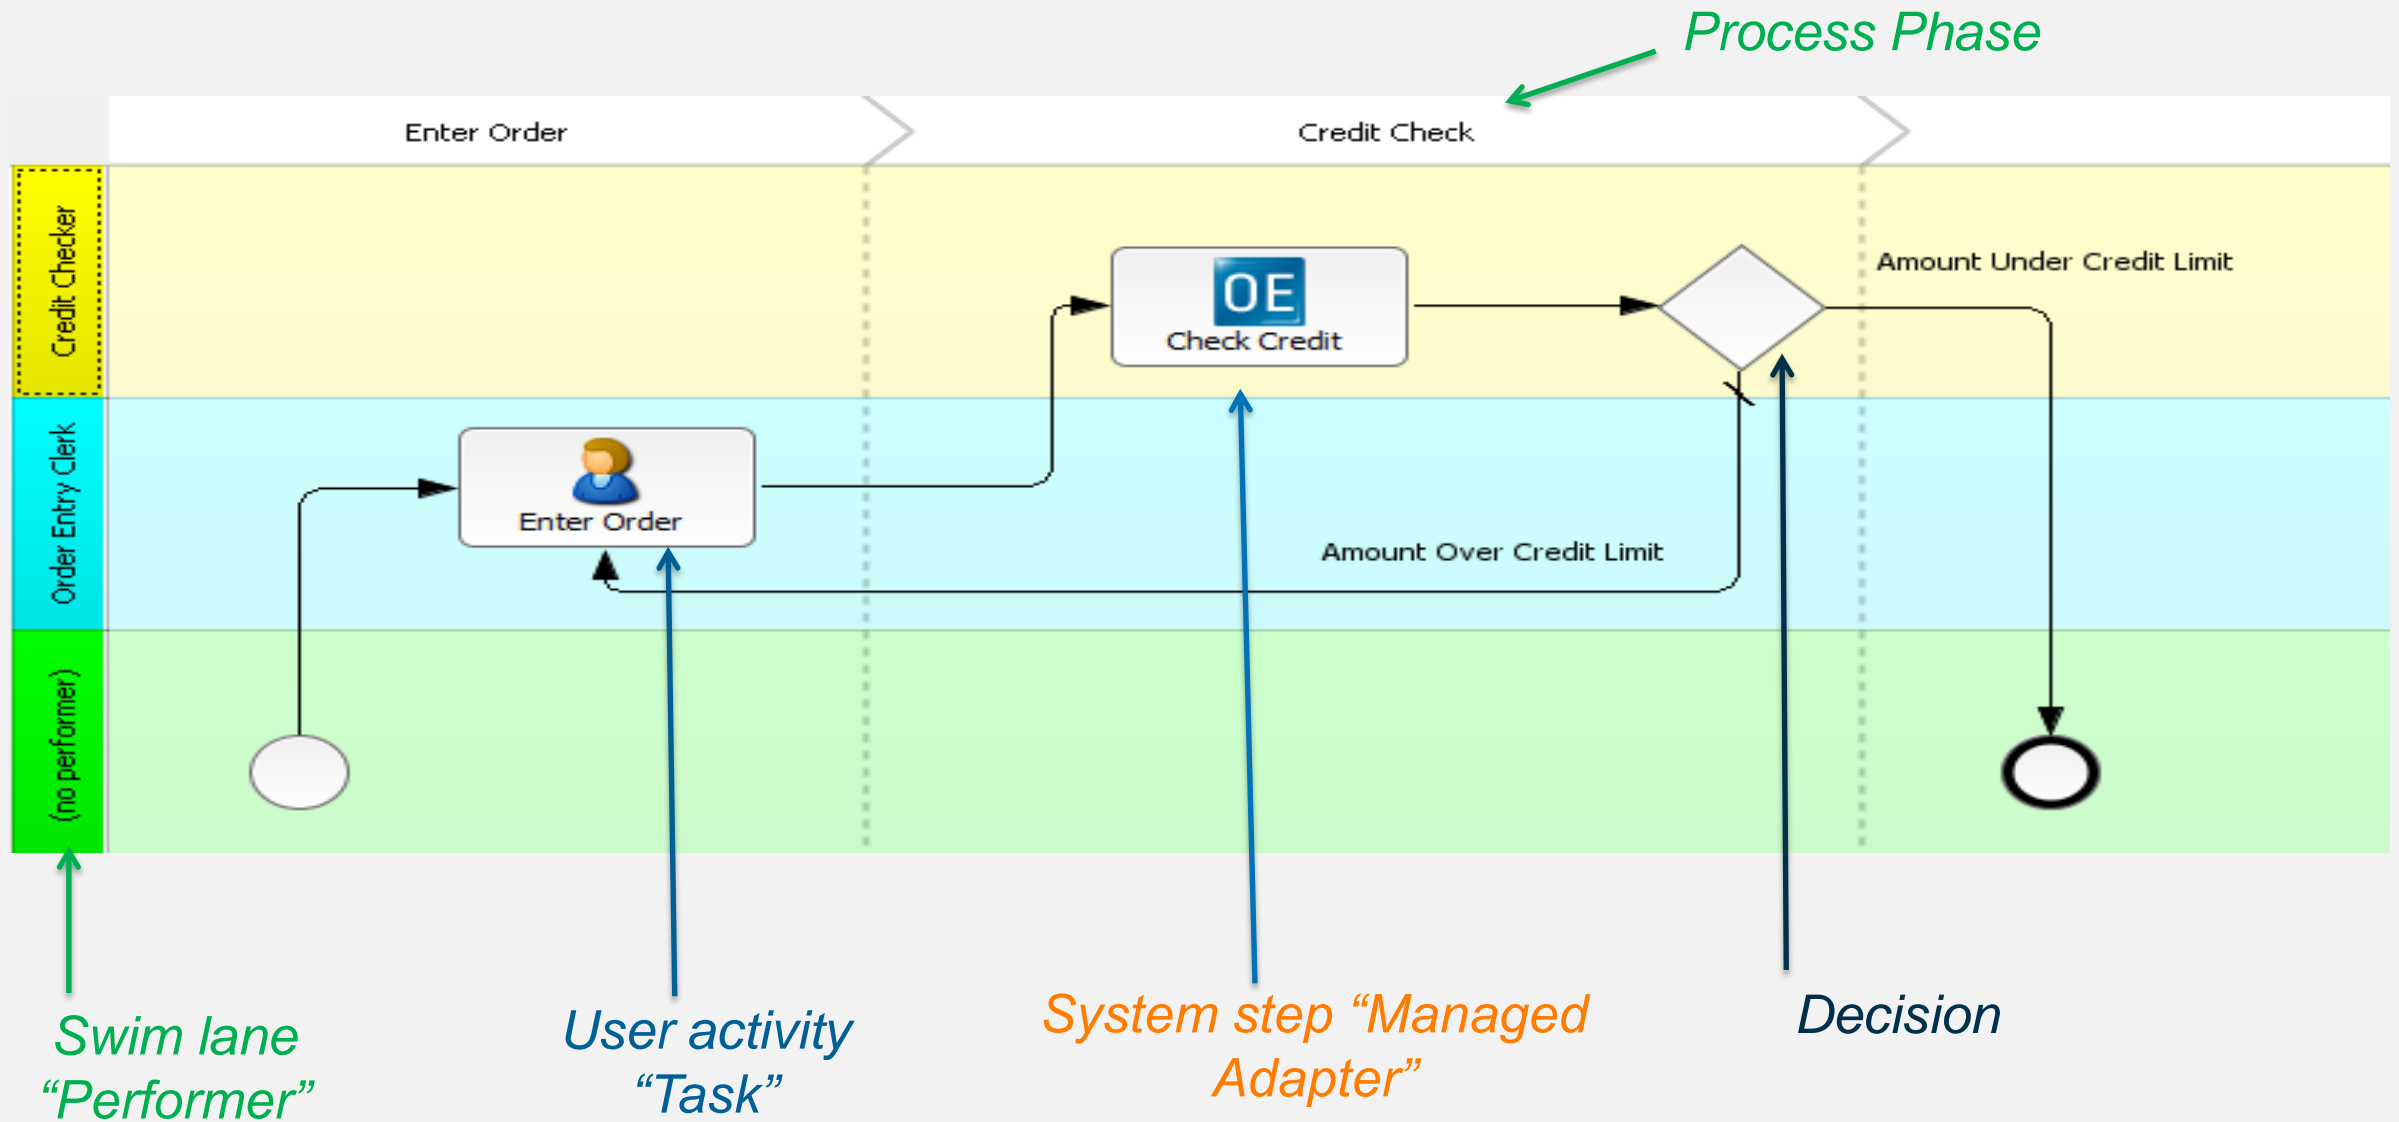 Process Phase
Enter Order
Credit Check
Credit Checker
OE
Check Credit
Amount Under Credit Limit
Order Entry Clerk
Enter Order
Amount Over Credit Limit
(no performer)
Swim lane
“Performer”
User activity
“Task”
System step “Managed
Adapter”
Decision